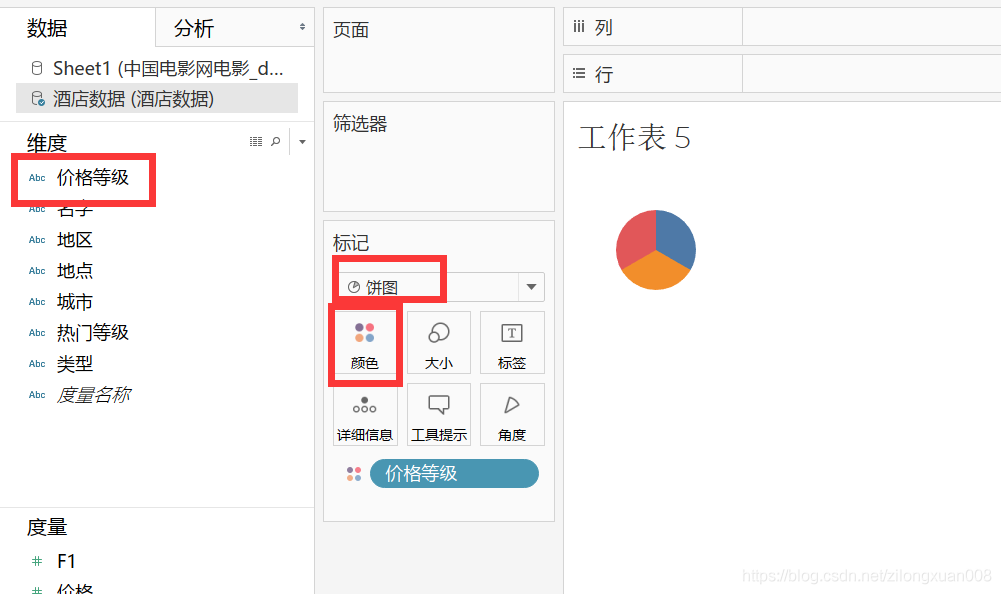 数据
分析
Sheet1 (中国电影网电影_d...
酒店数据 (酒店数据)
维度
Abc 价格等级
Abc 名字
Abc 地区
Abc 地点
Abc 城市
Abc 热门等级
Abc 类型
Abc 度量名称
度量
F1
价格
页面
筛选器
标记
饼图
颜色
大小
标签
详细信息
工具提示
角度
价格等级
列
行
工作表 5
https://blog.csdn.net/zilongxuan008